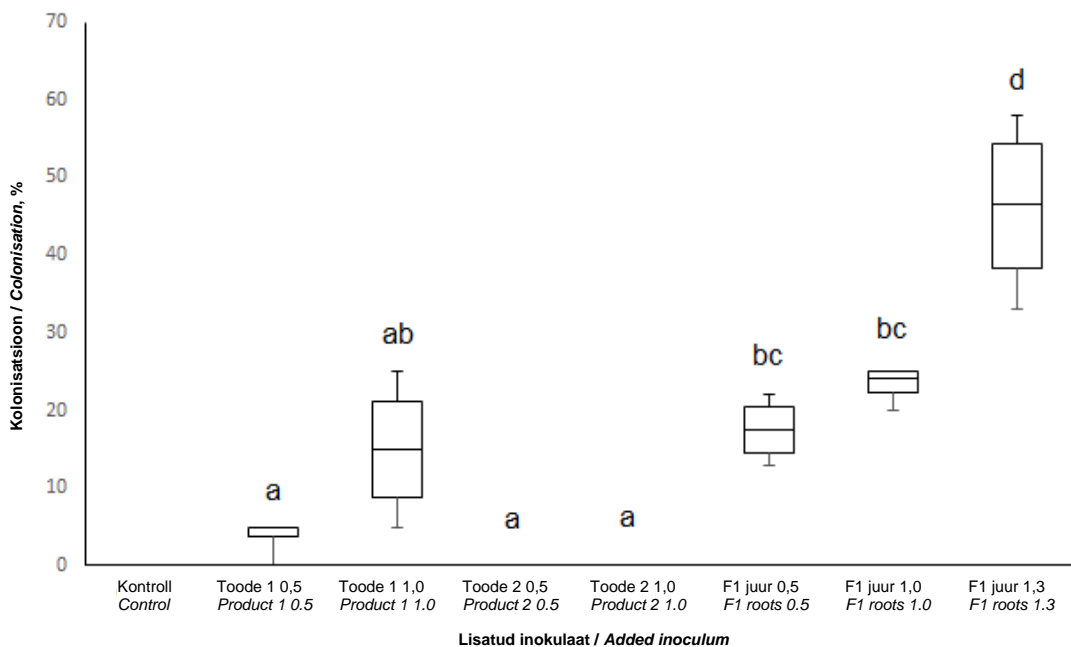 70
60
50
40
30
20
10
0
Kolonisatsioon / Colonisation, %
a
ab
a
a
bc
bc
d
Kontroll
Control
Toode 1 0,5
Product 1 0.5
Toode 1 1,0
Product 1 1.0
Toode 2 0,5
Product 2 0.5
Toode 2 1,0
Product 2 1.0
F1 juur 0,5
F1 roots 0.5
F1 juur 1,0
F1 roots 1.0
F1 juur 1,3
F1 roots 1.3
Lisatud inokulaat / Added inoculum